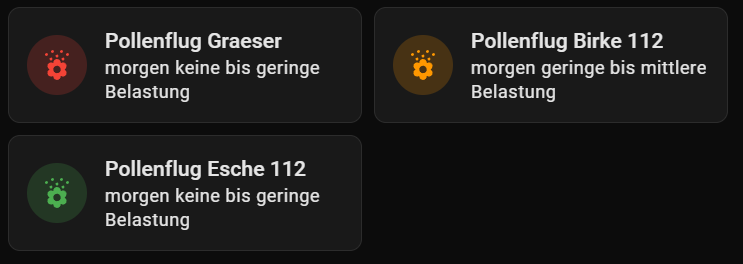 Pollenflug Graeser
morgen keine bis geringe
Belastung
Pollenflug Birke 112
morgen geringe bis mittlere
Belastung
Pollenflug Esche 112
morgen keine bis geringe
Belastung